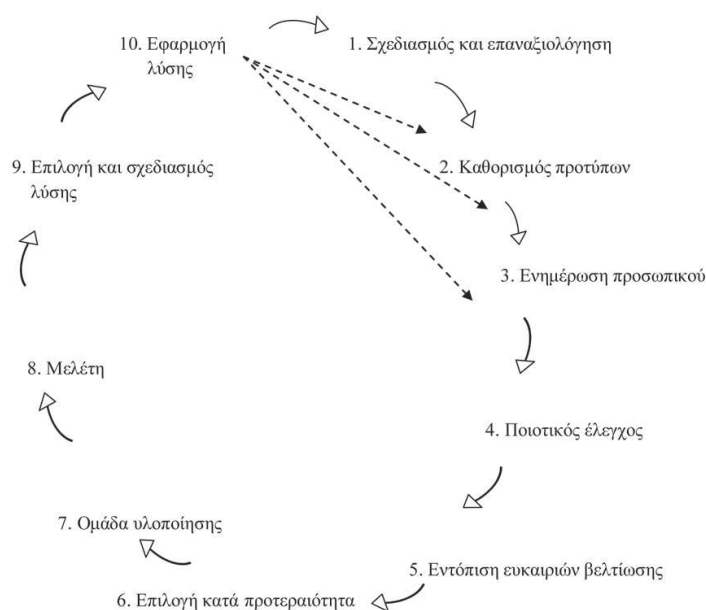 10. Εφαρμογή
λύσης
1. Σχεδιασμός και επαναξιολόγηση
2. Καθορισμός προτύπων
3. Ενημέρωση προσωπικού
4. Ποιοτικός έλεγχος
5. Εντόπιση ευκαιριών βελτίωσης
6. Επιλογή κατά προτεραιότητα
7. Ομάδα υλοποίησης
8. Μελέτη
9. Επιλογή και σχεδιασμός
λύσης